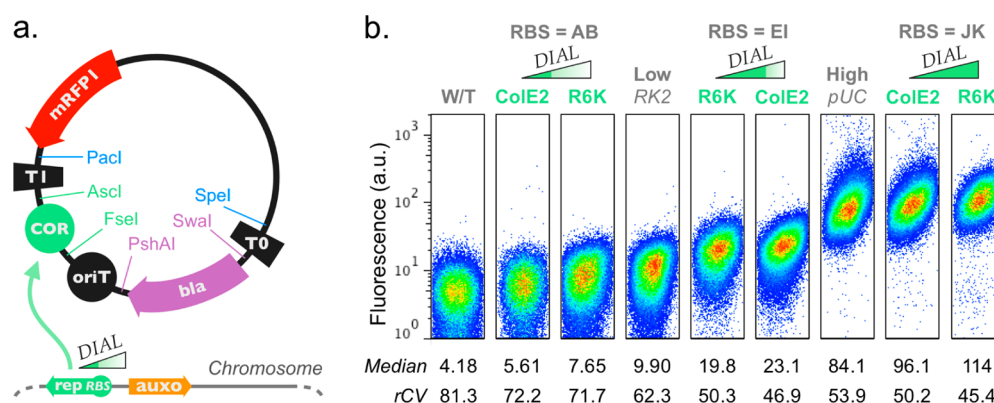 a.
mRFP1
PacI
TI
AscI
COR
FseI
SpeI
SwaI
T0
PshAI
oriT
bla
DIAL
Chromosome
rep RBS
auxo
b.
RBS = AB
RBS = EI
RBS = JK
DIAL
DIAL
DIAL
W/T
ColE2
R6K
Low
RK2
R6K
ColE2
High
pUC
ColE2
R6K
Fluorescence (a.u.)
10³
10²
10¹
10⁰
Median 4.18 5.61 7.65 9.90 19.8 23.1 84.1 96.1 114
rCV 81.3 72.2 71.7 62.3 50.3 46.9 53.9 50.2 45.4